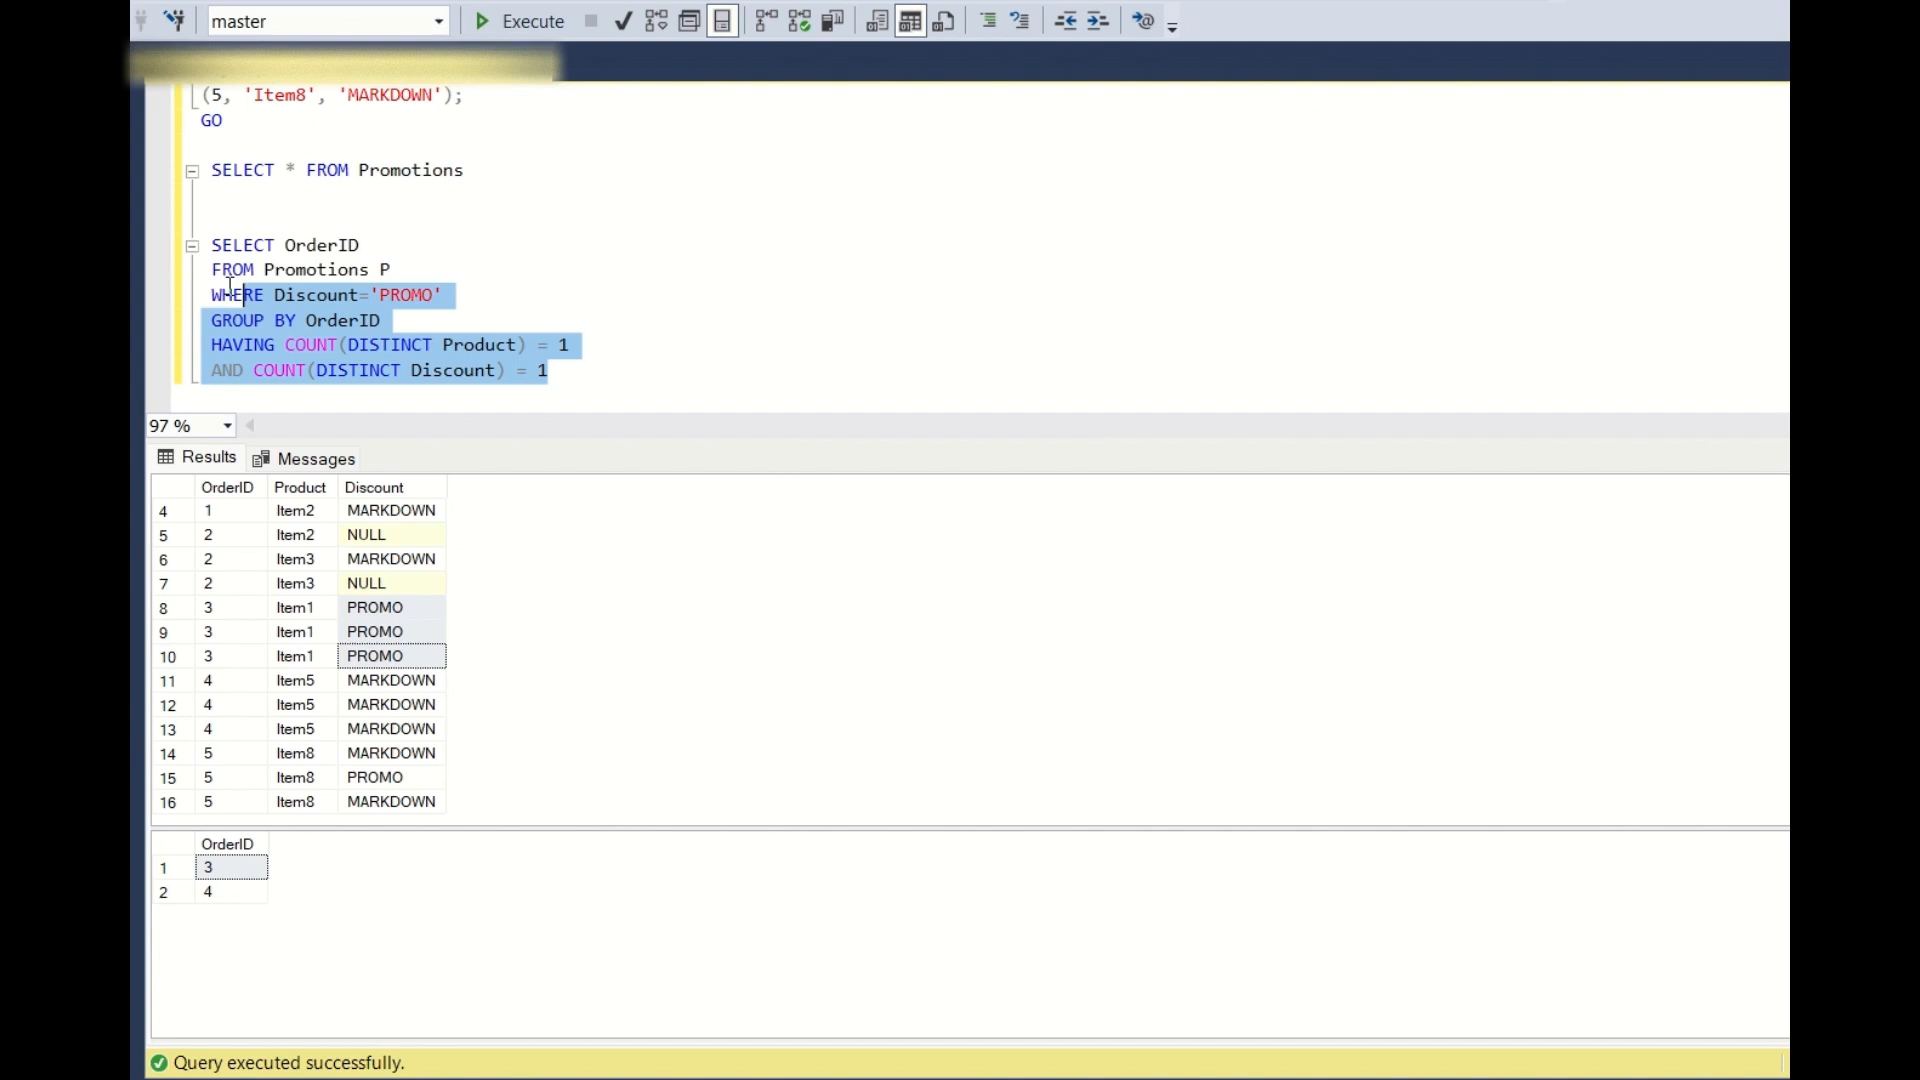 master
Execute
(5, 'Item8', 'MARKDOWN');
GO
SELECT * FROM Promotions
SELECT OrderID
FROM Promotions P
WHERE Discount='PROMO'
GROUP BY OrderID
HAVING COUNT(DISTINCT Product) = 1
AND COUNT(DISTINCT Discount) = 1
97 %
Results Messages
OrderID Product Discount
4 1 Item2 MARKDOWN
5 2 Item2 NULL
6 2 Item3 MARKDOWN
7 2 Item3 NULL
8 3 Item1 PROMO
9 3 Item1 PROMO
10 3 Item1 PROMO
11 4 Item5 MARKDOWN
12 4 Item5 MARKDOWN
13 4 Item5 MARKDOWN
14 5 Item8 MARKDOWN
15 5 Item8 PROMO
16 5 Item8 MARKDOWN
OrderID
1 3
2 4
Query executed successfully.